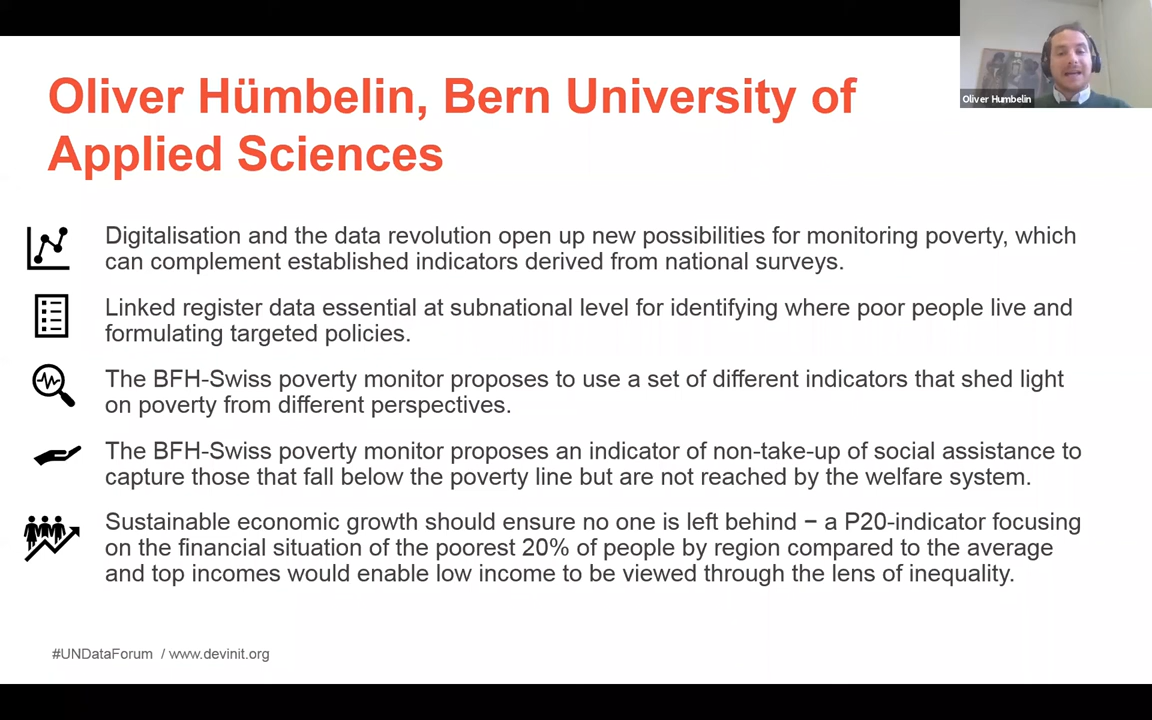 Oliver Hümbelin, Bern University of
Applied Sciences
Oliver Humbelin
Digitalisation and the data revolution open up new possibilities for monitoring poverty, which
can complement established indicators derived from national surveys.
Linked register data essential at subnational level for identifying where poor people live and
formulating targeted policies.
The BFH-Swiss poverty monitor proposes to use a set of different indicators that shed light
on poverty from different perspectives.
The BFH-Swiss poverty monitor proposes an indicator of non-take-up of social assistance to
capture those that fall below the poverty line but are not reached by the welfare system.
Sustainable economic growth should ensure no one is left behind − a P20-indicator focusing
on the financial situation of the poorest 20% of people by region compared to the average
and top incomes would enable low income to be viewed through the lens of inequality.
#UNDataForum / www.devinit.org